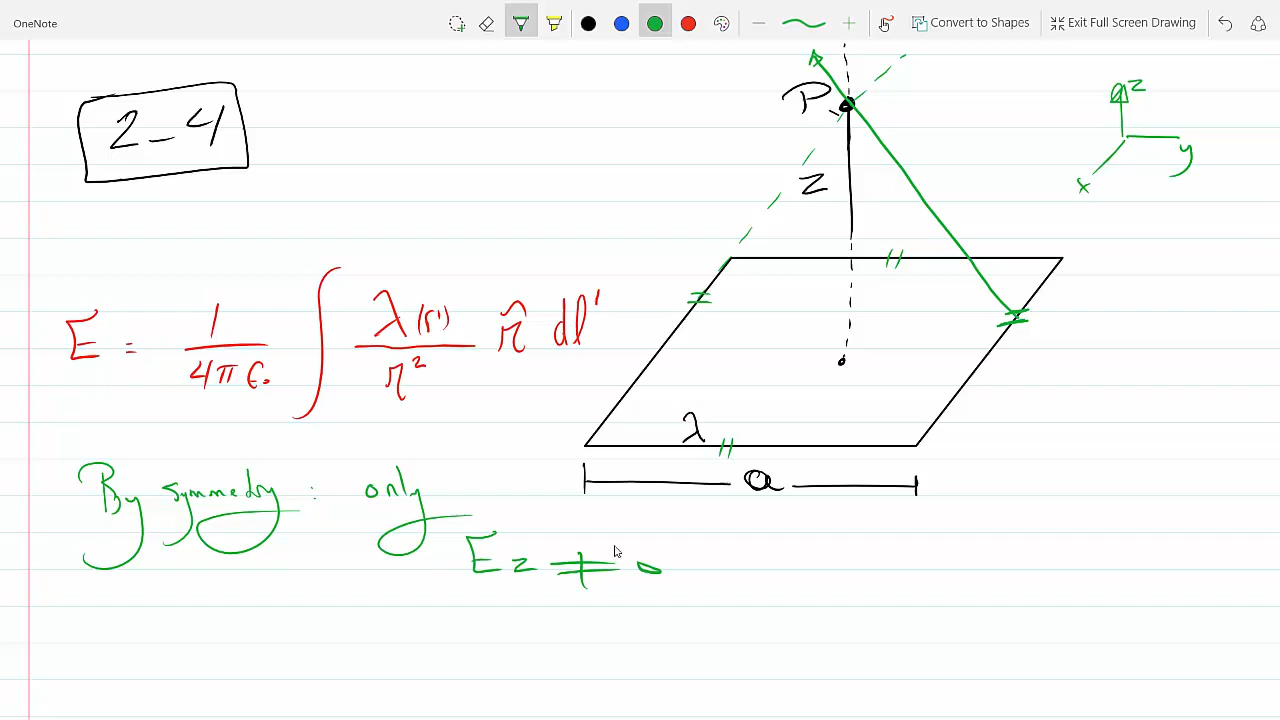 OneNote
Convert to Shapes
Exit Full Screen Drawing
2-4
P
z
z
y
x
E = 1/4πε₀ ∫ λ(r')/r² r̂ dl'
λ
a
By symmetry: only
Ez ≠ 0